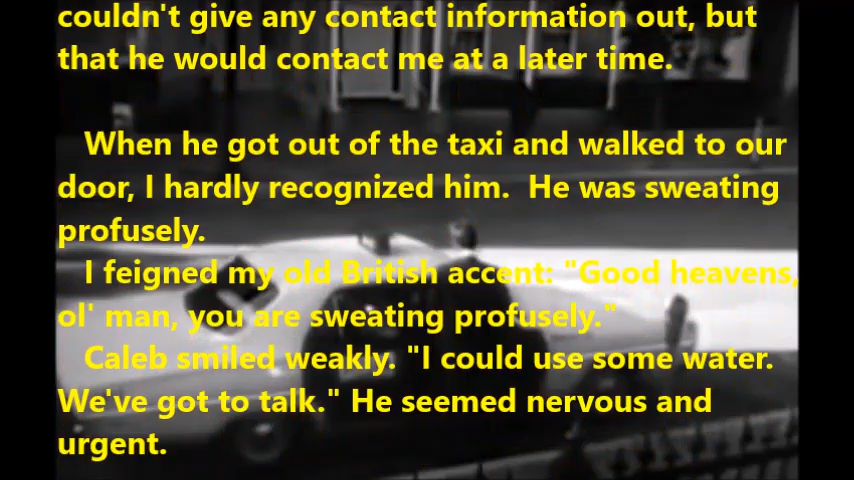 couldn't give any contact information out, but
that he would contact me at a later time.
When he got out of the taxi and walked to our
door, I hardly recognized him.  He was sweating
profusely.
I feigned my old British accent: "Good heavens,
ol' man, you are sweating profusely."
Caleb smiled weakly. "I could use some water.
We've got to talk." He seemed nervous and
urgent.